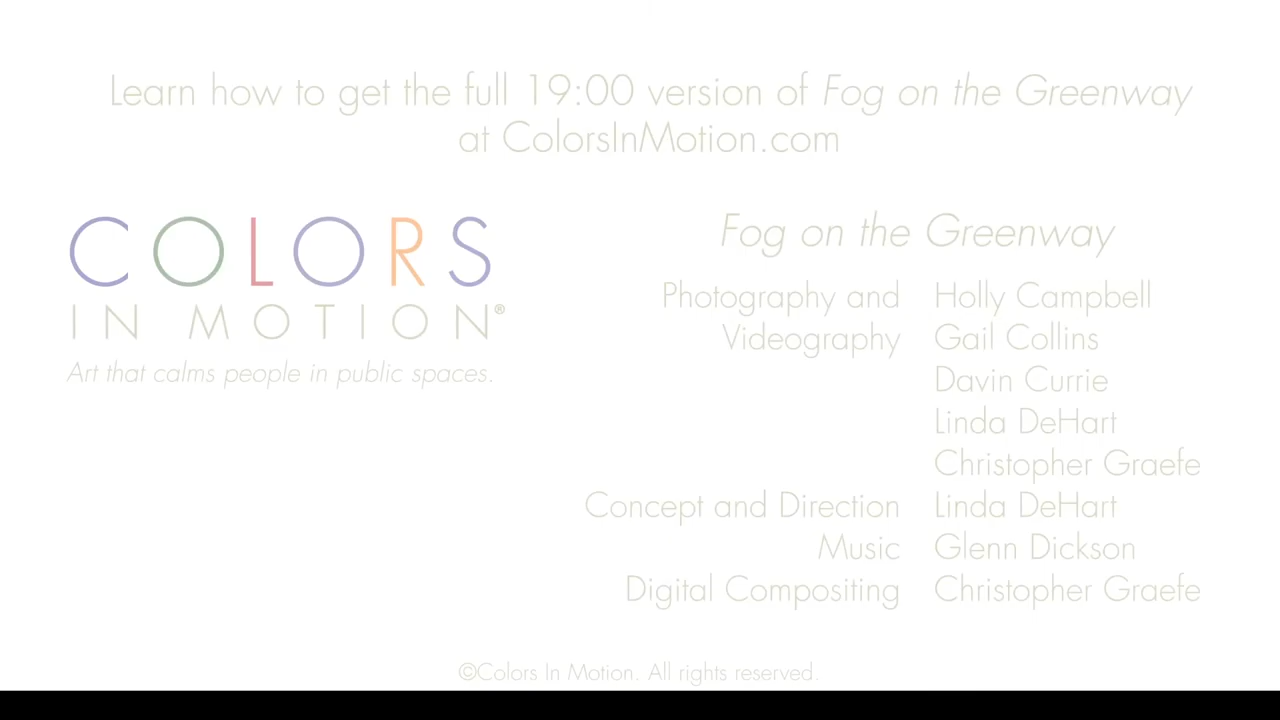 Learn how to get the full 19:00 version of Fog on the Greenway
at ColorsInMotion.com
COLORS
IN MOTION®
Art that calms people in public spaces.
Fog on the Greenway
Photography and Holly Campbell
Videography Gail Collins
Davin Currie
Linda DeHart
Christopher Graefe
Concept and Direction Linda DeHart
Music Glenn Dickson
Digital Compositing Christopher Graefe
©Colors In Motion. All rights reserved.